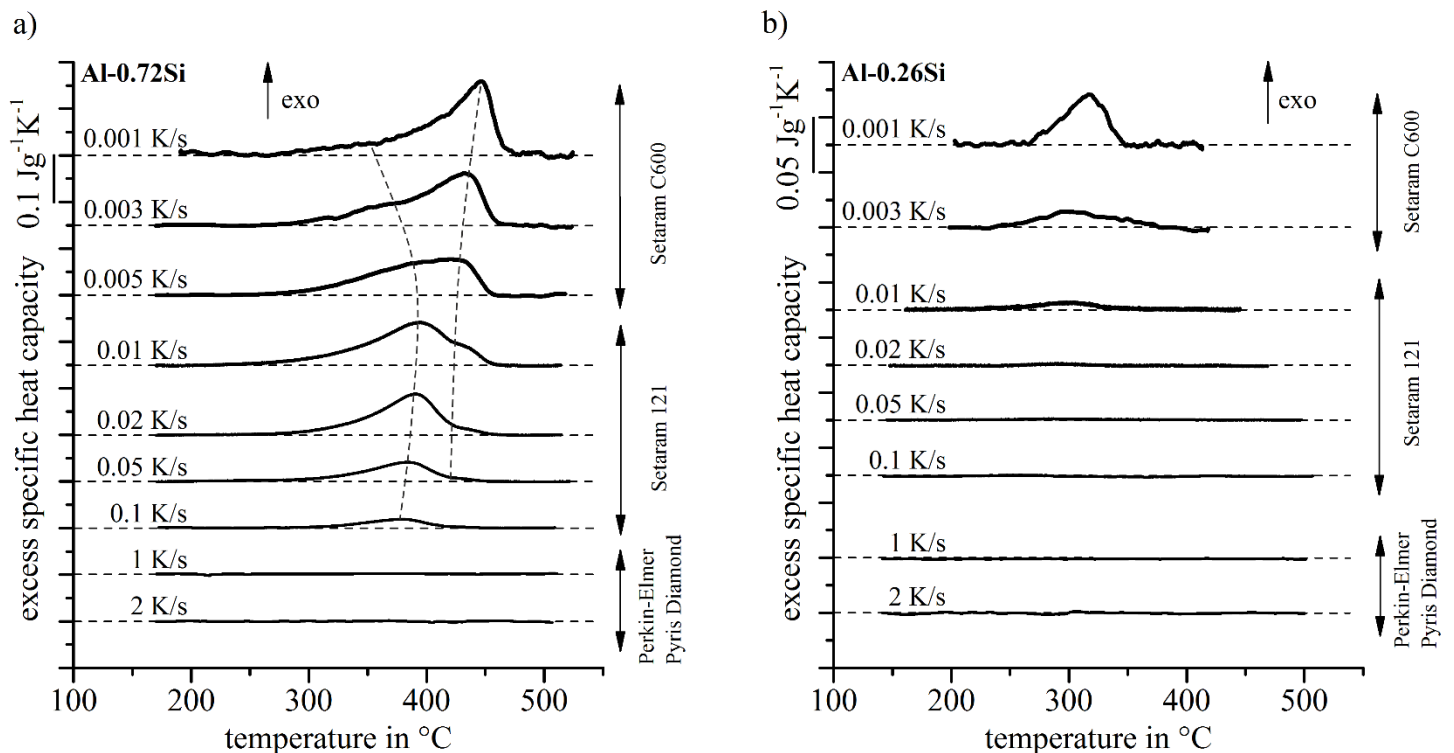 a)
Al-0.72Si
exo
0.001 K/s
0.003 K/s
0.005 K/s
0.01 K/s
0.02 K/s
0.05 K/s
0.1 K/s
1 K/s
2 K/s
excess specific heat capacity
0.1 Jg⁻¹K⁻¹
Setaram C600
Setaram 121
Perkin-Elmer
Pyris Diamond
100 200 300 400 500
temperature in °C
b)
Al-0.26Si
exo
0.001 K/s
0.003 K/s
0.01 K/s
0.02 K/s
0.05 K/s
0.1 K/s
1 K/s
2 K/s
excess specific heat capacity
0.05 Jg⁻¹K⁻¹
Setaram C600
Setaram 121
Perkin-Elmer
Pyris Diamond
100 200 300 400 500
temperature in °C